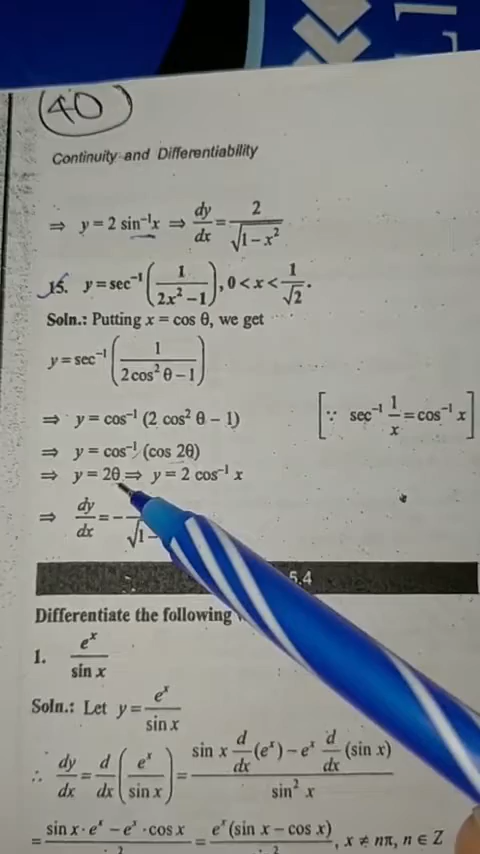 40
Continuity and Differentiability
⇒ y = 2 sin⁻¹x ⇒ dy/dx = 2/√(1−x²)
15. y = sec⁻¹(1/(2x²−1)), 0 < x < 1/√2.
Soln.: Putting x = cos θ, we get
y = sec⁻¹(1/(2cos²θ−1))
⇒ y = cos⁻¹ (2 cos² θ − 1) [∵ sec⁻¹ 1/x = cos⁻¹ x]
⇒ y = cos⁻¹ (cos 2θ)
⇒ y = 2θ ⇒ y = 2 cos⁻¹ x
⇒ dy/dx = −
5.4
Differentiate the following
1. eˣ/sin x
Soln.: Let y = eˣ/sin x
∴ dy/dx = d/dx (eˣ/sin x) = (sin x d/dx (eˣ) − eˣ d/dx (sin x))/sin² x
= (sin x · eˣ − eˣ · cos x) = eˣ (sin x − cos x), x ≠ nπ, n ∈ Z